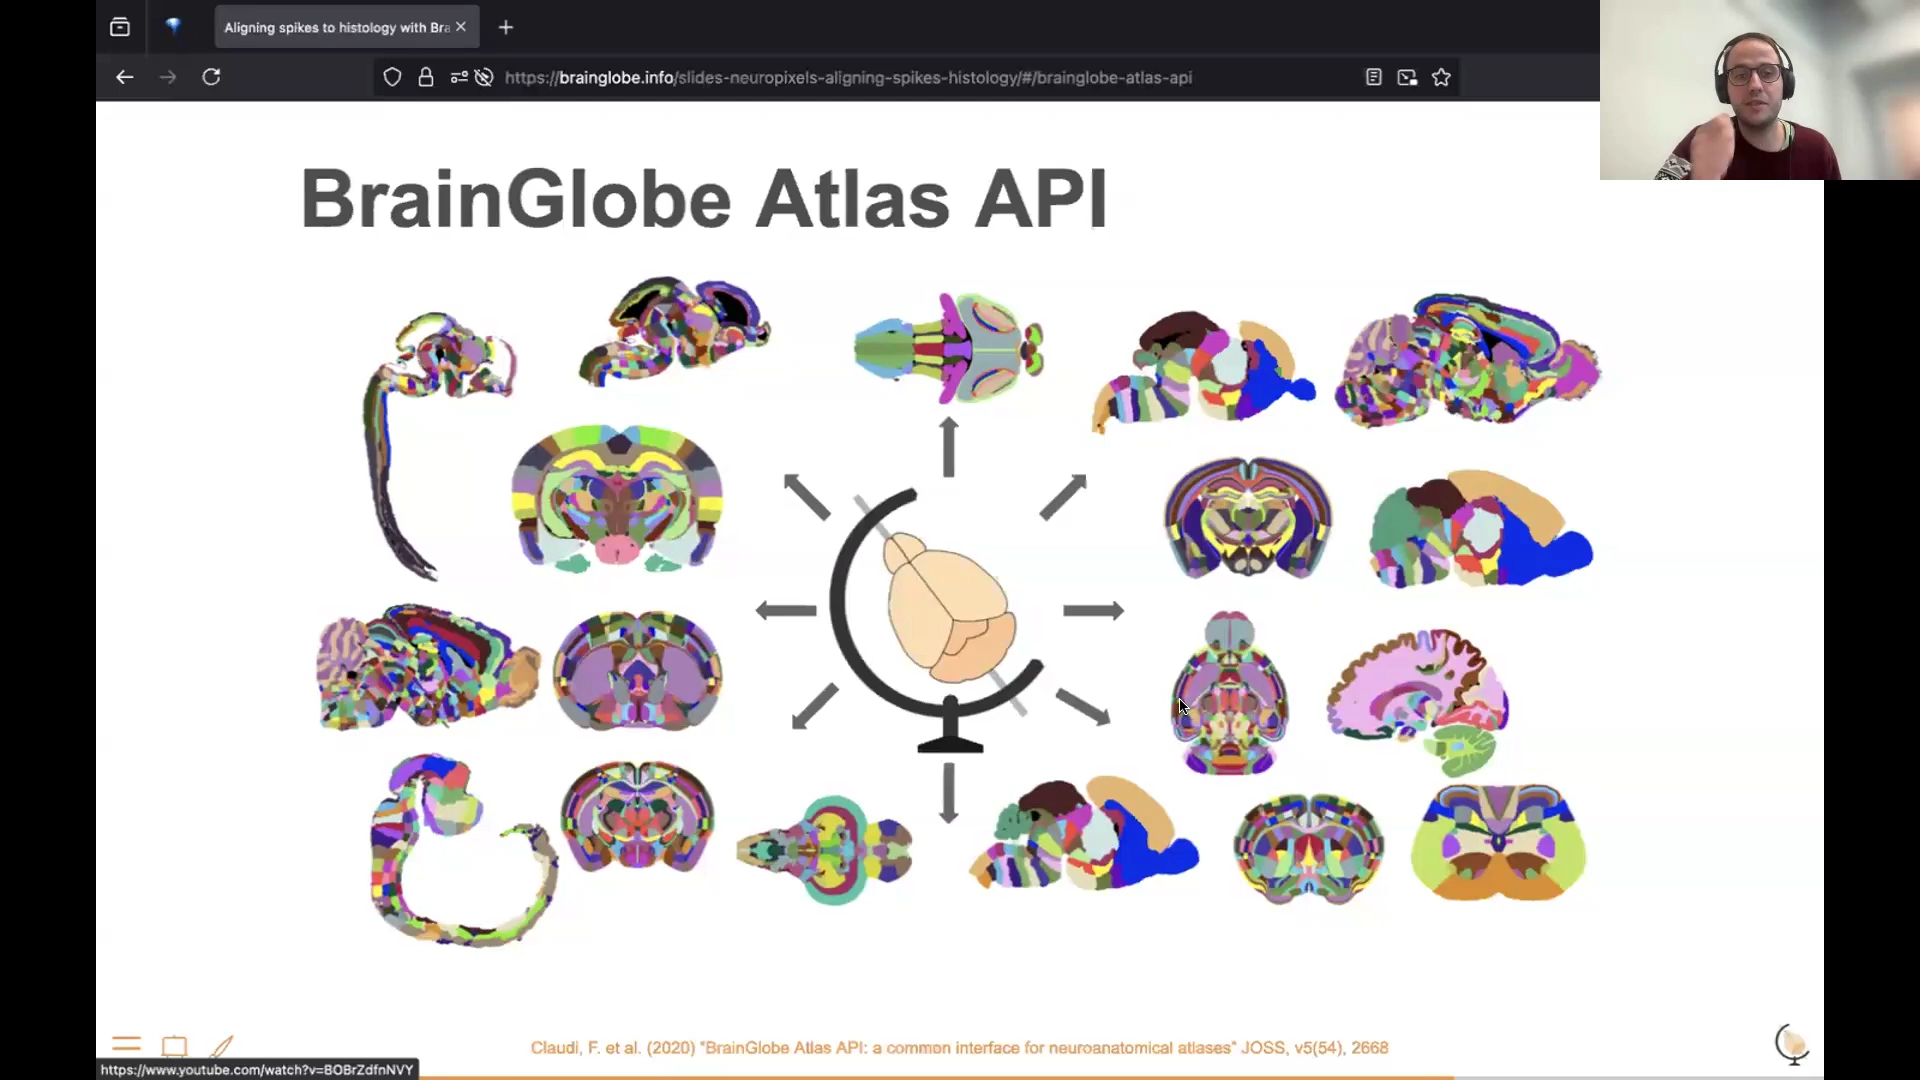 Aligning spikes to histology with Bra
https://brainglobe.info/slides-neuropixels-aligning-spikes-histology/#/brainglobe-atlas-api
BrainGlobe Atlas API
Claudi, F. et al. (2020) "BrainGlobe Atlas API: a common interface for neuroanatomical atlases" JOSS, v5(54), 2668
https://www.youtube.com/watch?v=BOBrZdfnNVY